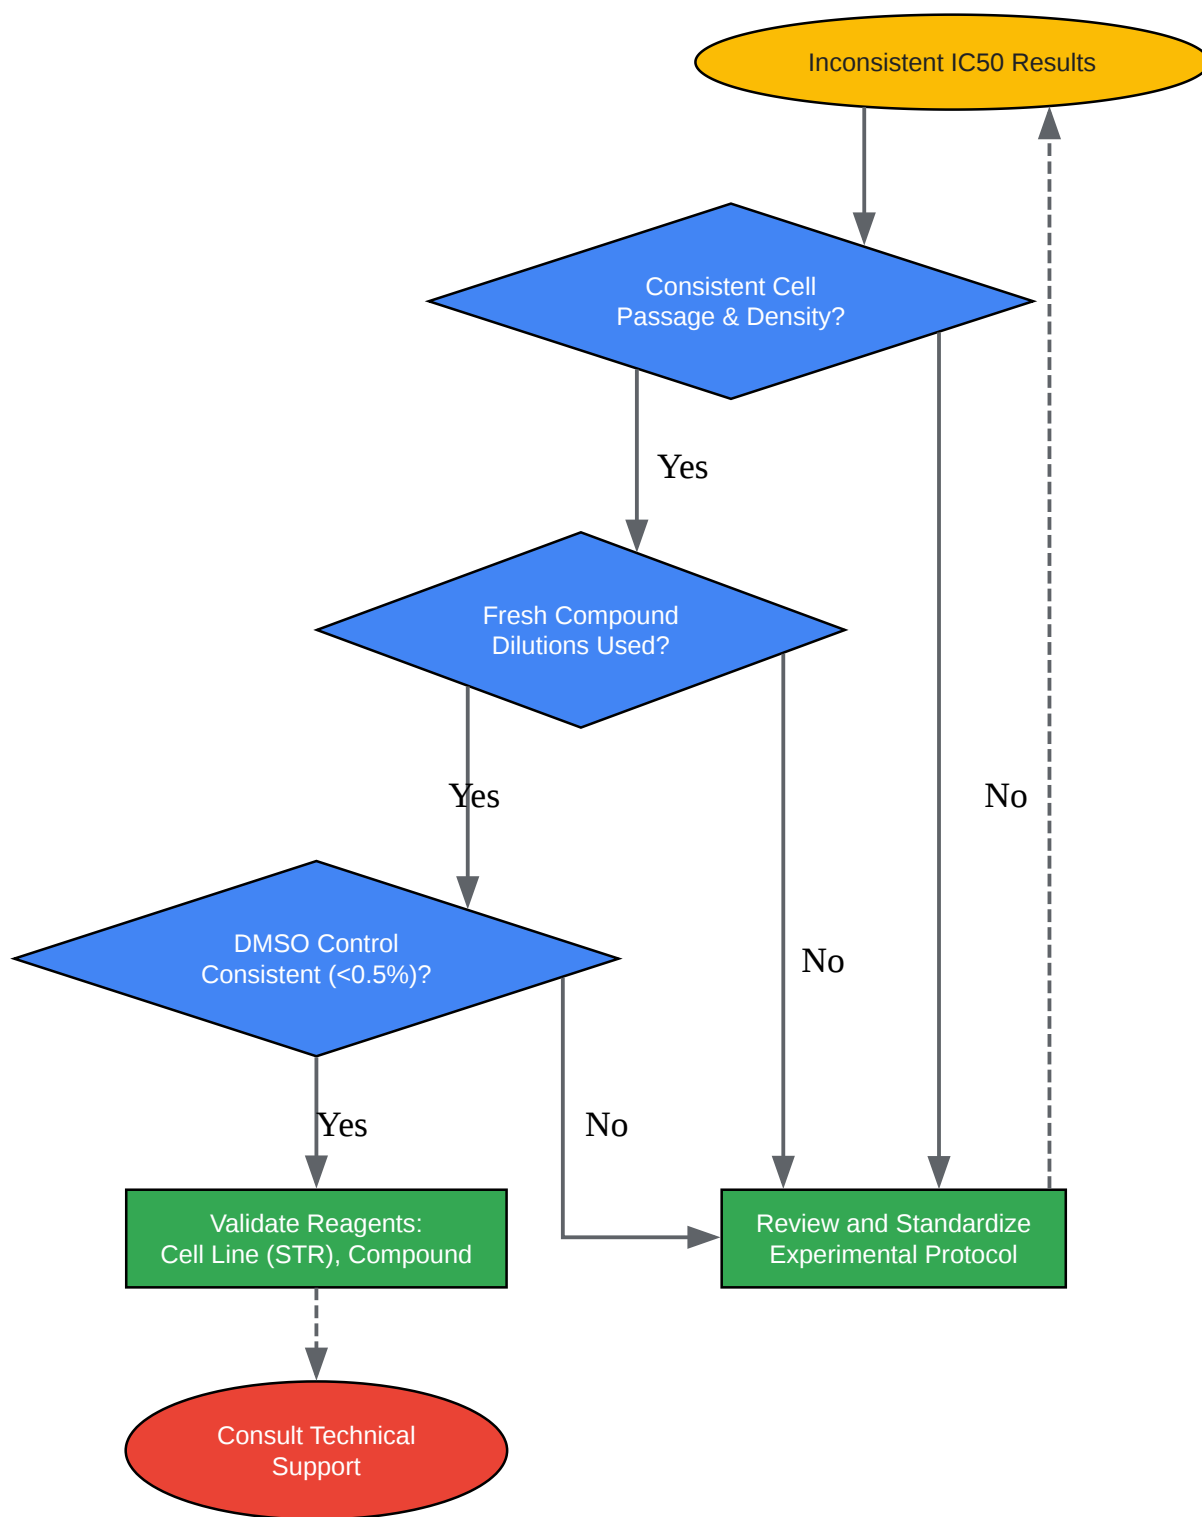 Inconsistent IC50 Results
Consistent Cell
Passage & Density?
Yes
Fresh Compound
Dilutions Used?
Yes
No
DMSO Control
Consistent (<0.5%)?
No
Yes
No
Validate Reagents:
Cell Line (STR), Compound
Review and Standardize
Experimental Protocol
Consult Technical
Support